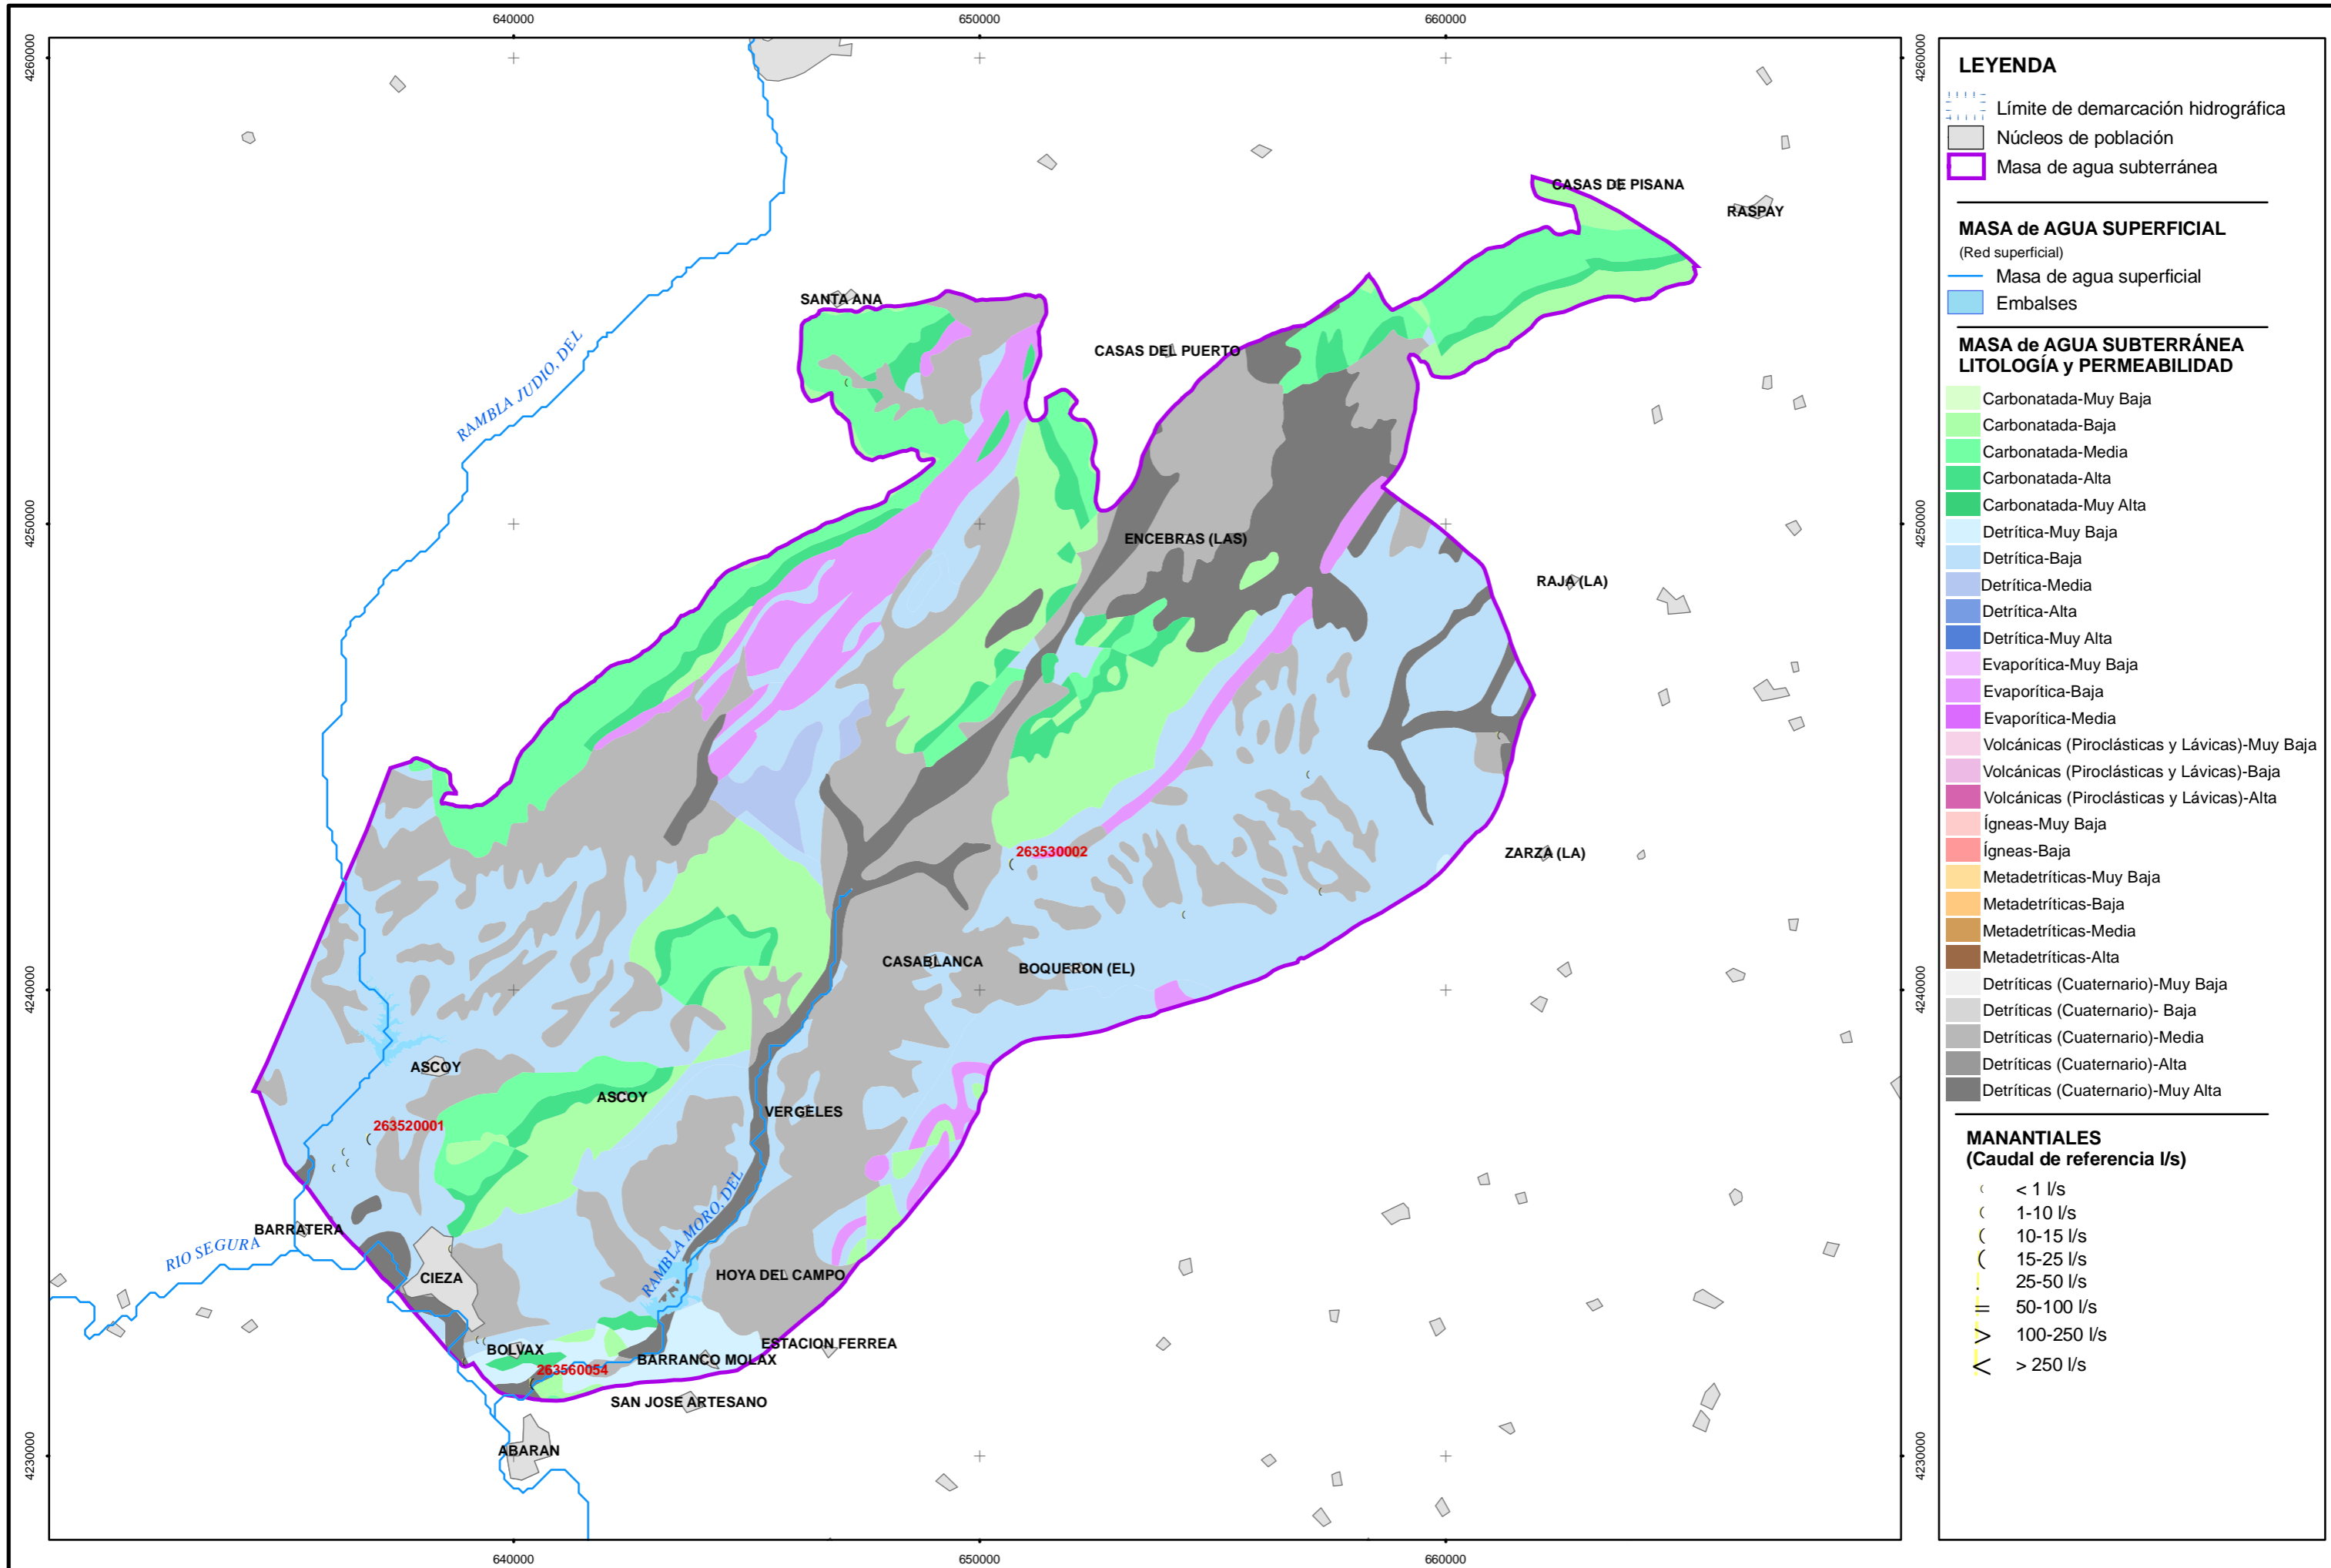 640000
650000
660000
4260000
4260000
CASAS DE PISANA
RASPAY
SANTA ANA
CASAS DEL PUERTO
RAMBLA JUDIO, DEL
4250000
4250000
ENCEBRAS (LAS)
RAJA (LA)
263530002
ZARZA (LA)
CASABLANCA
BOQUERON (EL)
4240000
4240000
ASCOY
ASCOY
VERGELES
263520001
BARRATERA
RIO SEGURA
RAMBLA MORO, DEL
CIEZA
HOYA DEL CAMPO
BOLVAX
ESTACION FERREA
BARRANCO MOLAX
263560054
SAN JOSE ARTESANO
ABARAN
4230000
4230000
640000
650000
660000
LEYENDA
Límite de demarcación hidrográfica
Núcleos de población
Masa de agua subterránea
MASA de AGUA SUPERFICIAL
(Red superficial)
Masa de agua superficial
Embalses
MASA de AGUA SUBTERRÁNEA
LITOLOGÍA y PERMEABILIDAD
Carbonatada-Muy Baja
Carbonatada-Baja
Carbonatada-Media
Carbonatada-Alta
Carbonatada-Muy Alta
Detrítica-Muy Baja
Detrítica-Baja
Detrítica-Media
Detrítica-Alta
Detrítica-Muy Alta
Evaporítica-Muy Baja
Evaporítica-Baja
Evaporítica-Media
Volcánicas (Piroclásticas y Lávicas)-Muy Baja
Volcánicas (Piroclásticas y Lávicas)-Baja
Volcánicas (Piroclásticas y Lávicas)-Alta
Ígneas-Muy Baja
Ígneas-Baja
Metadetríticas-Muy Baja
Metadetríticas-Baja
Metadetríticas-Media
Metadetríticas-Alta
Detríticas (Cuaternario)-Muy Baja
Detríticas (Cuaternario)- Baja
Detríticas (Cuaternario)-Media
Detríticas (Cuaternario)-Alta
Detríticas (Cuaternario)-Muy Alta
MANANTIALES
(Caudal de referencia l/s)
< 1 l/s
1-10 l/s
10-15 l/s
15-25 l/s
25-50 l/s
50-100 l/s
100-250 l/s
> 250 l/s